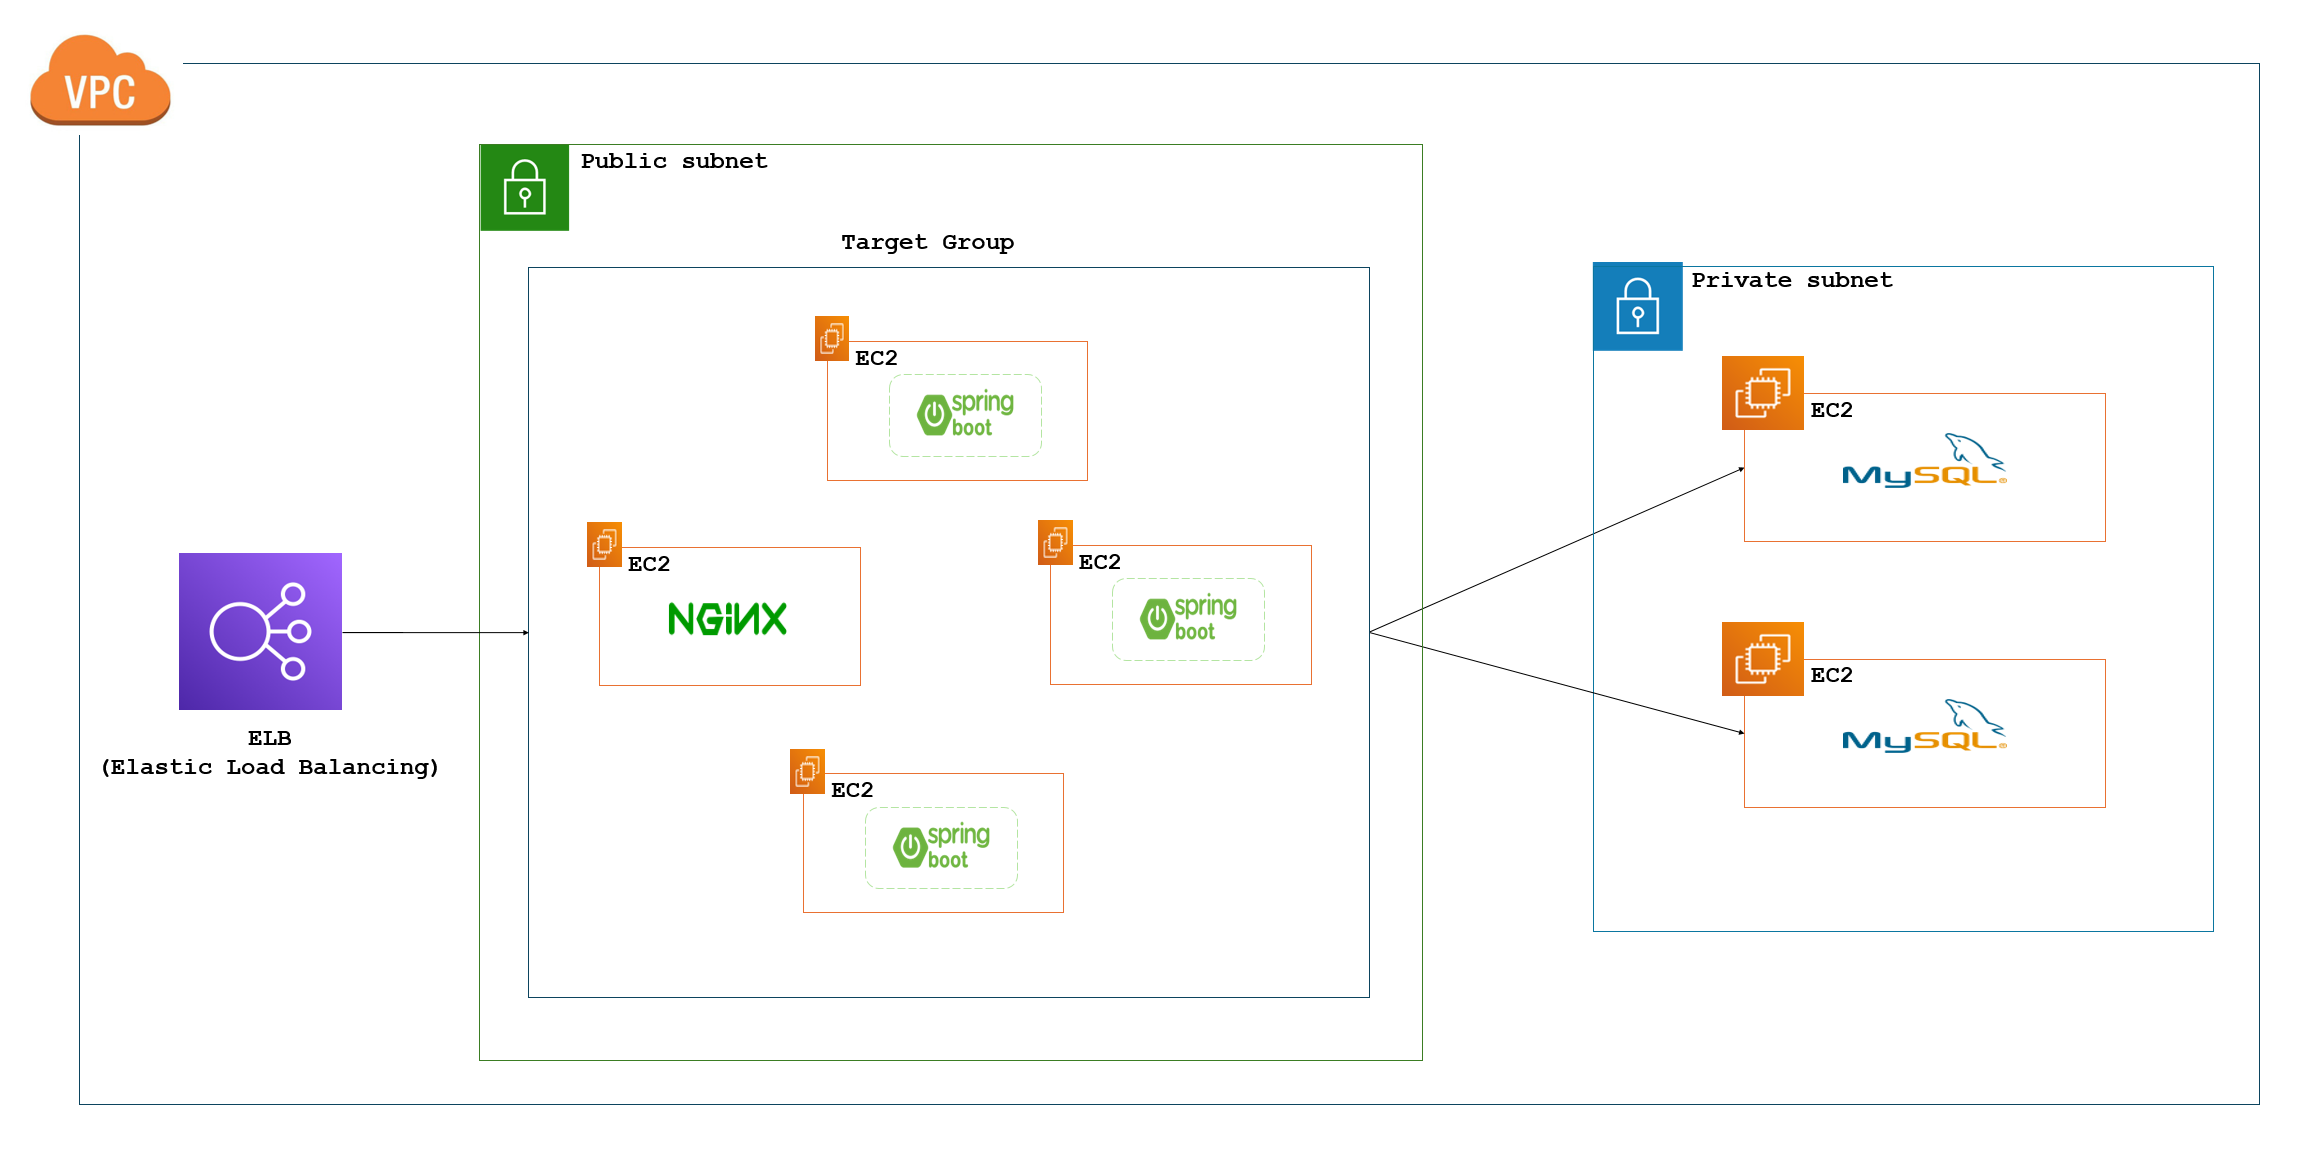 VPC
Public subnet
Target Group
Private subnet
EC2
spring
boot
EC2
MySQL®
EC2
NGiNX
EC2
spring
boot
ELB
(Elastic Load Balancing)
EC2
MySQL®
EC2
spring
boot